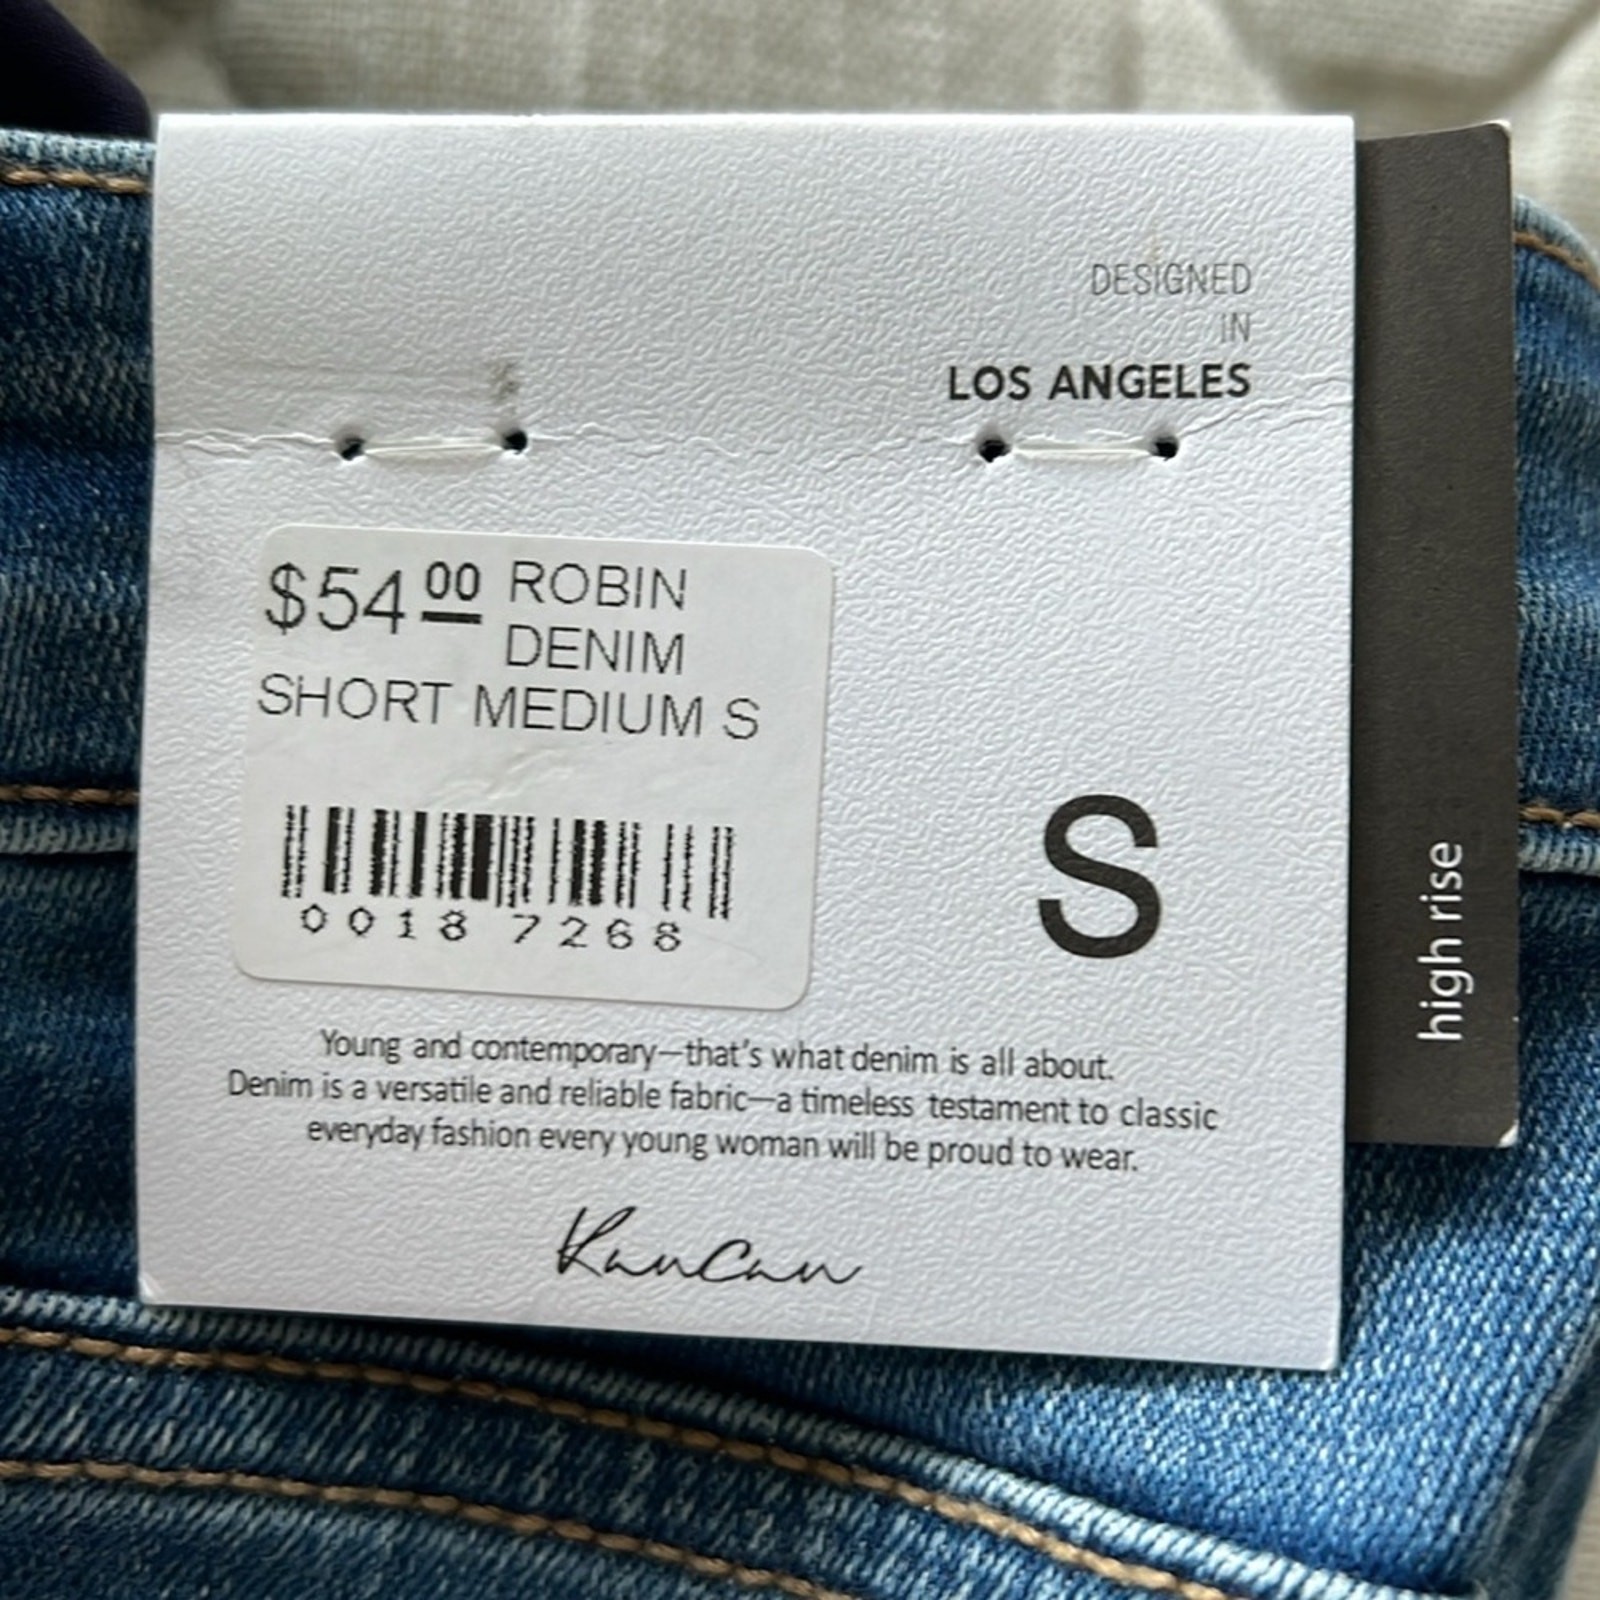 DESIGNED
IN
LOS ANGELES
$54 00 ROBIN
DENIM
SHORT MEDIUM S
0018 7268
S
high rise
Young and contemporary—that's what denim is all about.
Denim is a versatile and reliable fabric—a timeless testament to classic
everyday fashion every young woman will be proud to wear.
KanCan